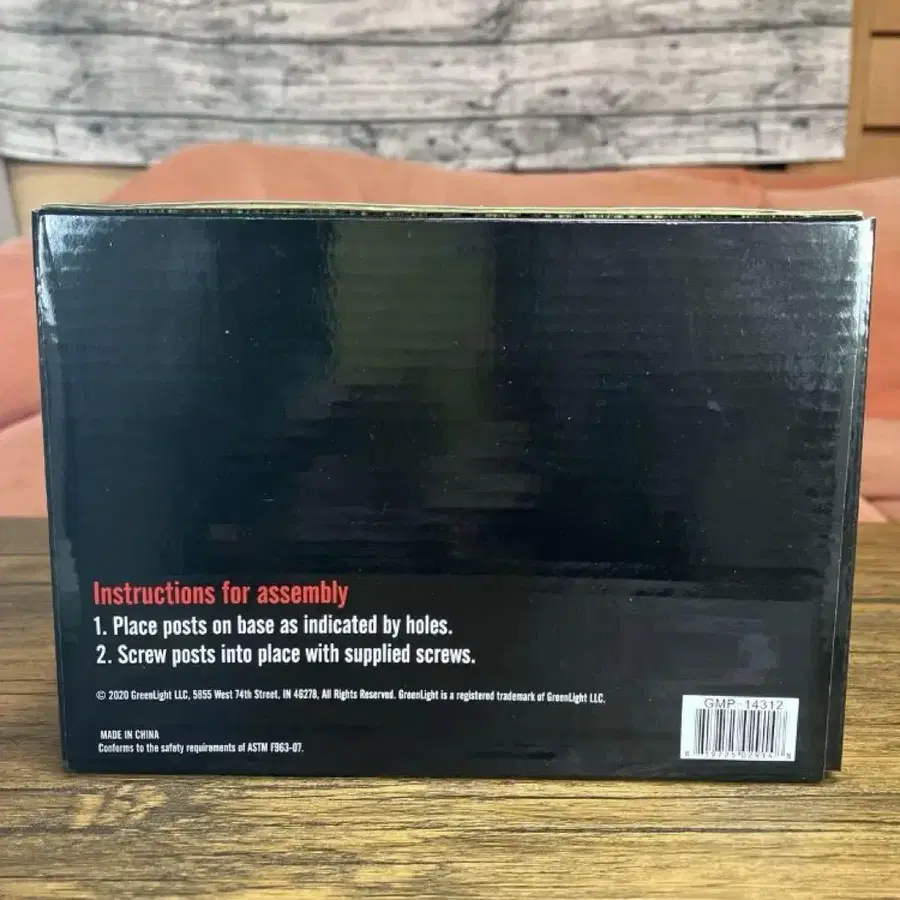 Instructions for assembly
1. Place posts on base as indicated by holes.
2. Screw posts into place with supplied screws.
© 2020 GreenLight LLC, 5855 West 74th Street, IN 46278, All Rights Reserved. GreenLight is a registered trademark of GreenLight LLC.
GMP-14312
MADE IN CHINA
Conforms to the safety requirements of ASTM F963-07.